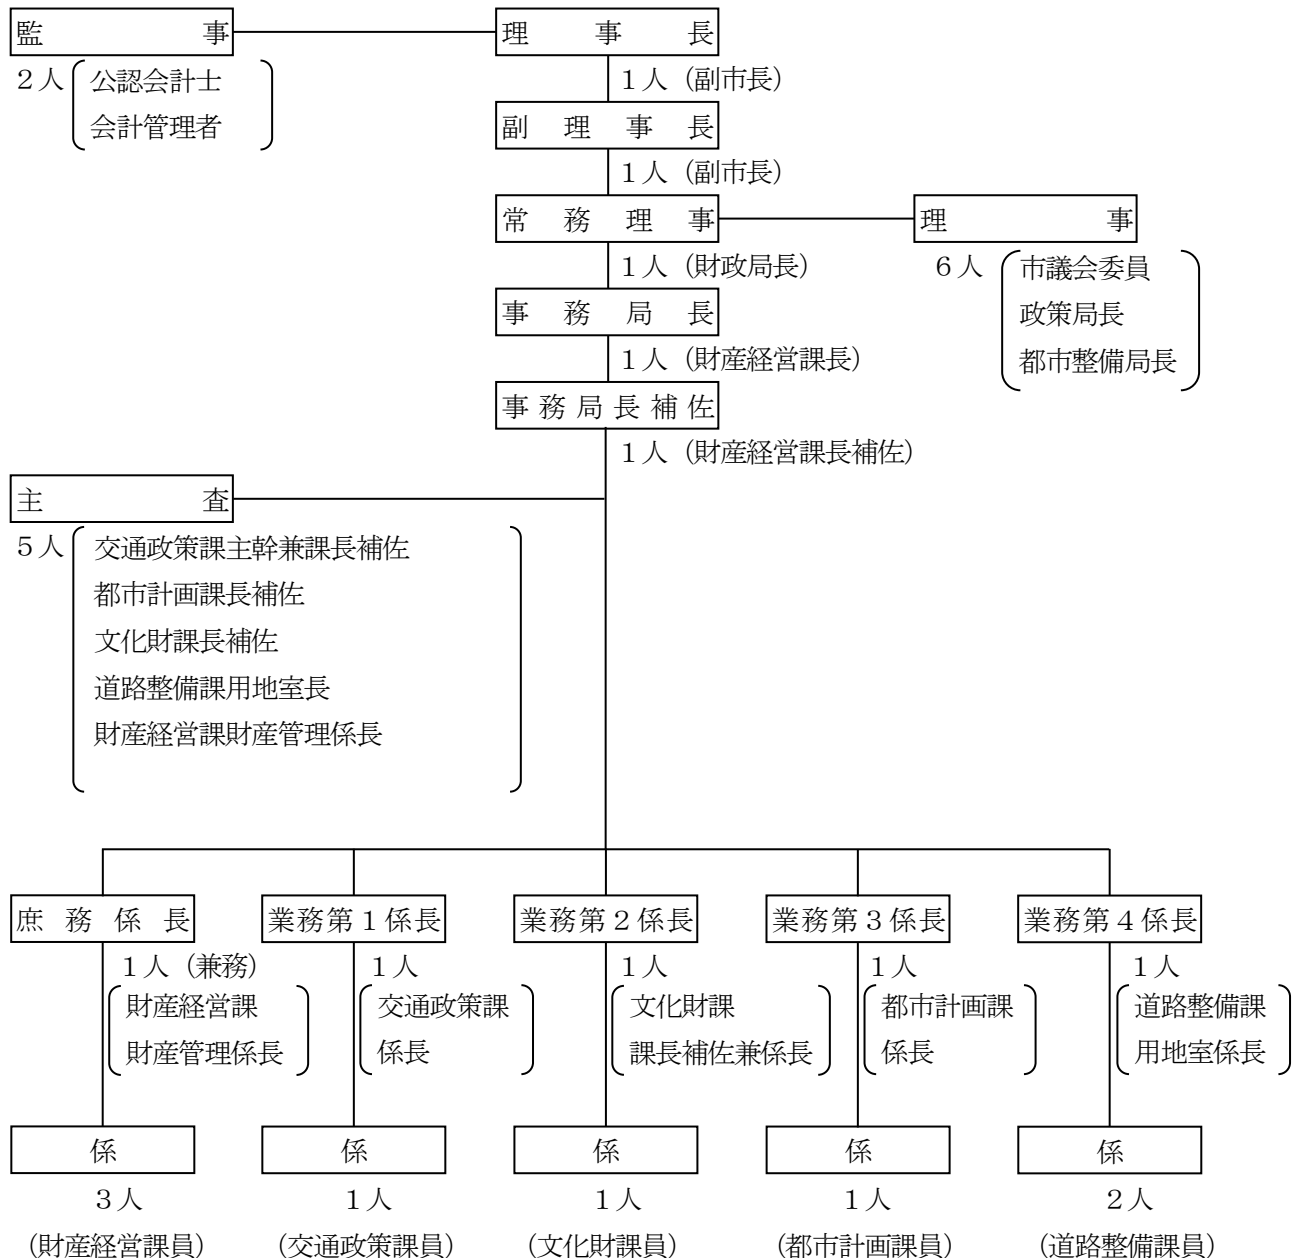 監事
理事長
2人
公認会計士
会計管理者
1人（副市長）
副理事長
1人（副市長）
常務理事
理事
1人（財政局長）
6人
市議会委員
政策局長
都市整備局長
事務局長
1人（財産経営課長）
事務局長補佐
1人（財産経営課長補佐）
主査
5人
交通政策課主幹兼課長補佐
都市計画課長補佐
文化財課長補佐
道路整備課用地室長
財産経営課財産管理係長
庶務係長
業務第1係長
業務第2係長
業務第3係長
業務第4係長
1人（兼務）
財産経営課
財産管理係長
1人
交通政策課
係長
1人
文化財課
課長補佐兼係長
1人
都市計画課
係長
1人
道路整備課
用地室係長
係
係
係
係
係
3人
（財産経営課員）
1人
（交通政策課員）
1人
（文化財課員）
1人
（都市計画課員）
2人
（道路整備課員）